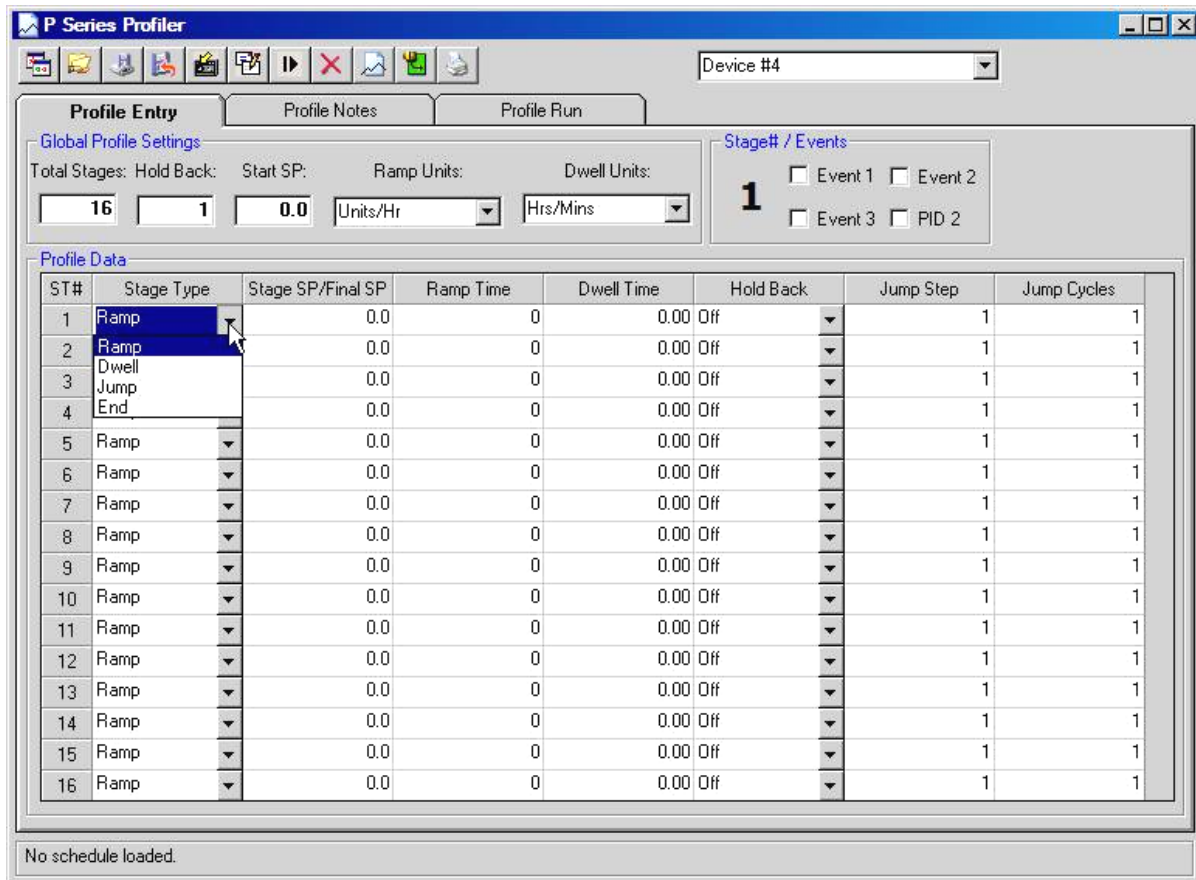 P Series Profiler
Device #4
Profile Entry Profile Notes Profile Run
Global Profile Settings
Total Stages: Hold Back: Start SP: Ramp Units: Dwell Units:
16 1 0.0 Units/Hr Hrs/Mins
Stage# / Events
1
Event 1 Event 2
Event 3 PID 2
Profile Data
ST# Stage Type Stage SP/Final SP Ramp Time Dwell Time Hold Back Jump Step Jump Cycles
1 Ramp 0.0 0 0.00 Off 1 1
2 Ramp 0.0 0 0.00 Off 1 1
Dwell
3 Jump 0.0 0 0.00 Off 1 1
4 End 0.0 0 0.00 Off 1 1
5 Ramp 0.0 0 0.00 Off 1 1
6 Ramp 0.0 0 0.00 Off 1 1
7 Ramp 0.0 0 0.00 Off 1 1
8 Ramp 0.0 0 0.00 Off 1 1
9 Ramp 0.0 0 0.00 Off 1 1
10 Ramp 0.0 0 0.00 Off 1 1
11 Ramp 0.0 0 0.00 Off 1 1
12 Ramp 0.0 0 0.00 Off 1 1
13 Ramp 0.0 0 0.00 Off 1 1
14 Ramp 0.0 0 0.00 Off 1 1
15 Ramp 0.0 0 0.00 Off 1 1
16 Ramp 0.0 0 0.00 Off 1 1
No schedule loaded.